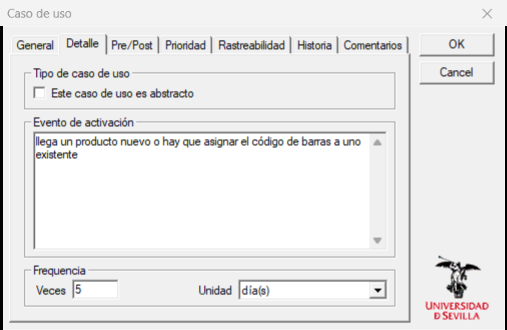 Caso de uso
General Detalle Pre/Post Prioridad Rastreabilidad Historia Comentarios
OK
Cancel
Tipo de caso de uso
Este caso de uso es abstracto
Evento de activación
llega un producto nuevo o hay que asignar el código de barras a uno
existente
Frequencia
Veces 5 Unidad día(s)
UNIVERSIDAD
D SEVILLA